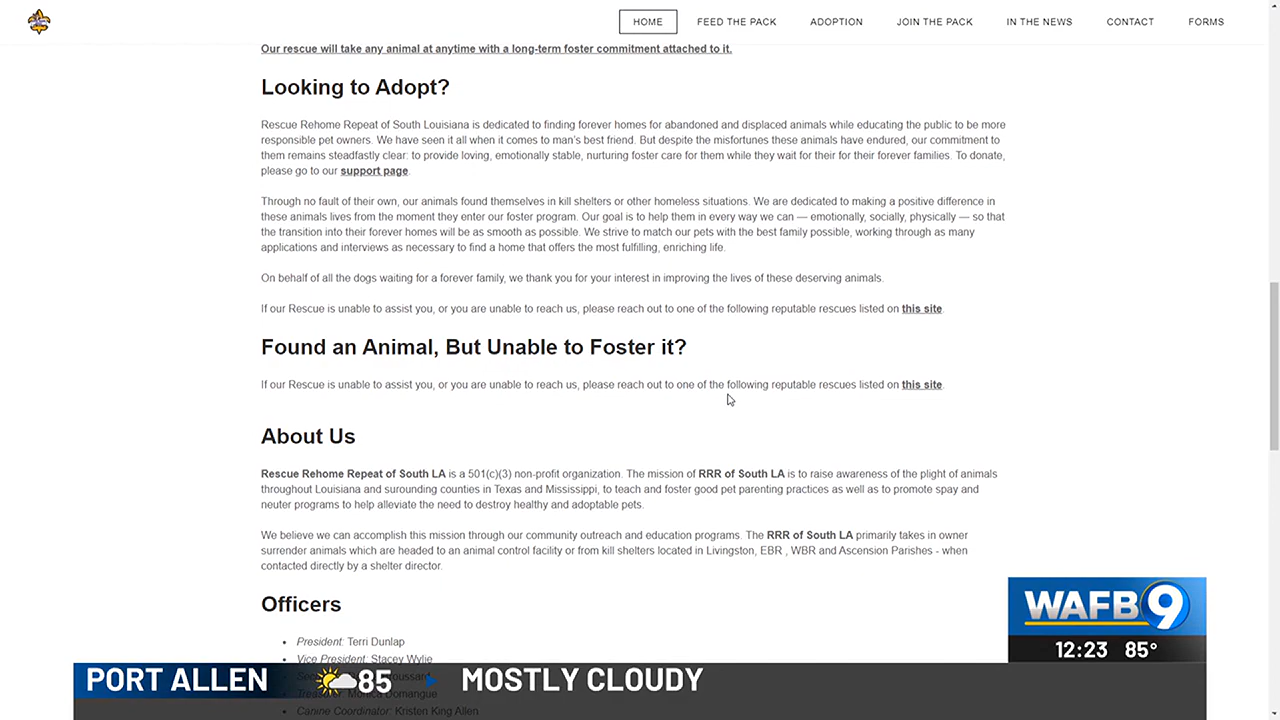 HOME FEED THE PACK ADOPTION JOIN THE PACK IN THE NEWS CONTACT FORMS
Our rescue will take any animal at anytime with a long-term foster commitment attached to it.
Looking to Adopt?
Rescue Rehome Repeat of South Louisiana is dedicated to finding forever homes for abandoned and displaced animals while educating the public to be more
responsible pet owners. We have seen it all when it comes to man's best friend. But despite the misfortunes these animals have endured, our commitment to
them remains steadfastly clear: to provide loving, emotionally stable, nurturing foster care for them while they wait for their for their forever families. To donate,
please go to our support page.
Through no fault of their own, our animals found themselves in kill shelters or other homeless situations. We are dedicated to making a positive difference in
these animals lives from the moment they enter our foster program. Our goal is to help them in every way we can — emotionally, socially, physically — so that
the transition into their forever homes will be as smooth as possible. We strive to match our pets with the best family possible, working through as many
applications and interviews as necessary to find a home that offers the most fulfilling, enriching life.
On behalf of all the dogs waiting for a forever family, we thank you for your interest in improving the lives of these deserving animals.
If our Rescue is unable to assist you, or you are unable to reach us, please reach out to one of the following reputable rescues listed on this site.
Found an Animal, But Unable to Foster it?
If our Rescue is unable to assist you, or you are unable to reach us, please reach out to one of the following reputable rescues listed on this site.
About Us
Rescue Rehome Repeat of South LA is a 501(c)(3) non-profit organization. The mission of RRR of South LA is to raise awareness of the plight of animals
throughout Louisiana and surounding counties in Texas and Mississippi, to teach and foster good pet parenting practices as well as to promote spay and
neuter programs to help alleviate the need to destroy healthy and adoptable pets.
We believe we can accomplish this mission through our community outreach and education programs. The RRR of South LA primarily takes in owner
surrender animals which are headed to an animal control facility or from kill shelters located in Livingston, EBR , WBR and Ascension Parishes - when
contacted directly by a shelter director.
Officers
President: Terri Dunlap
Vice President: Stacey Wylie
Canine Coordinator: Kristen King Allen
WAFB 9
12:23 85°
PORT ALLEN 85 MOSTLY CLOUDY